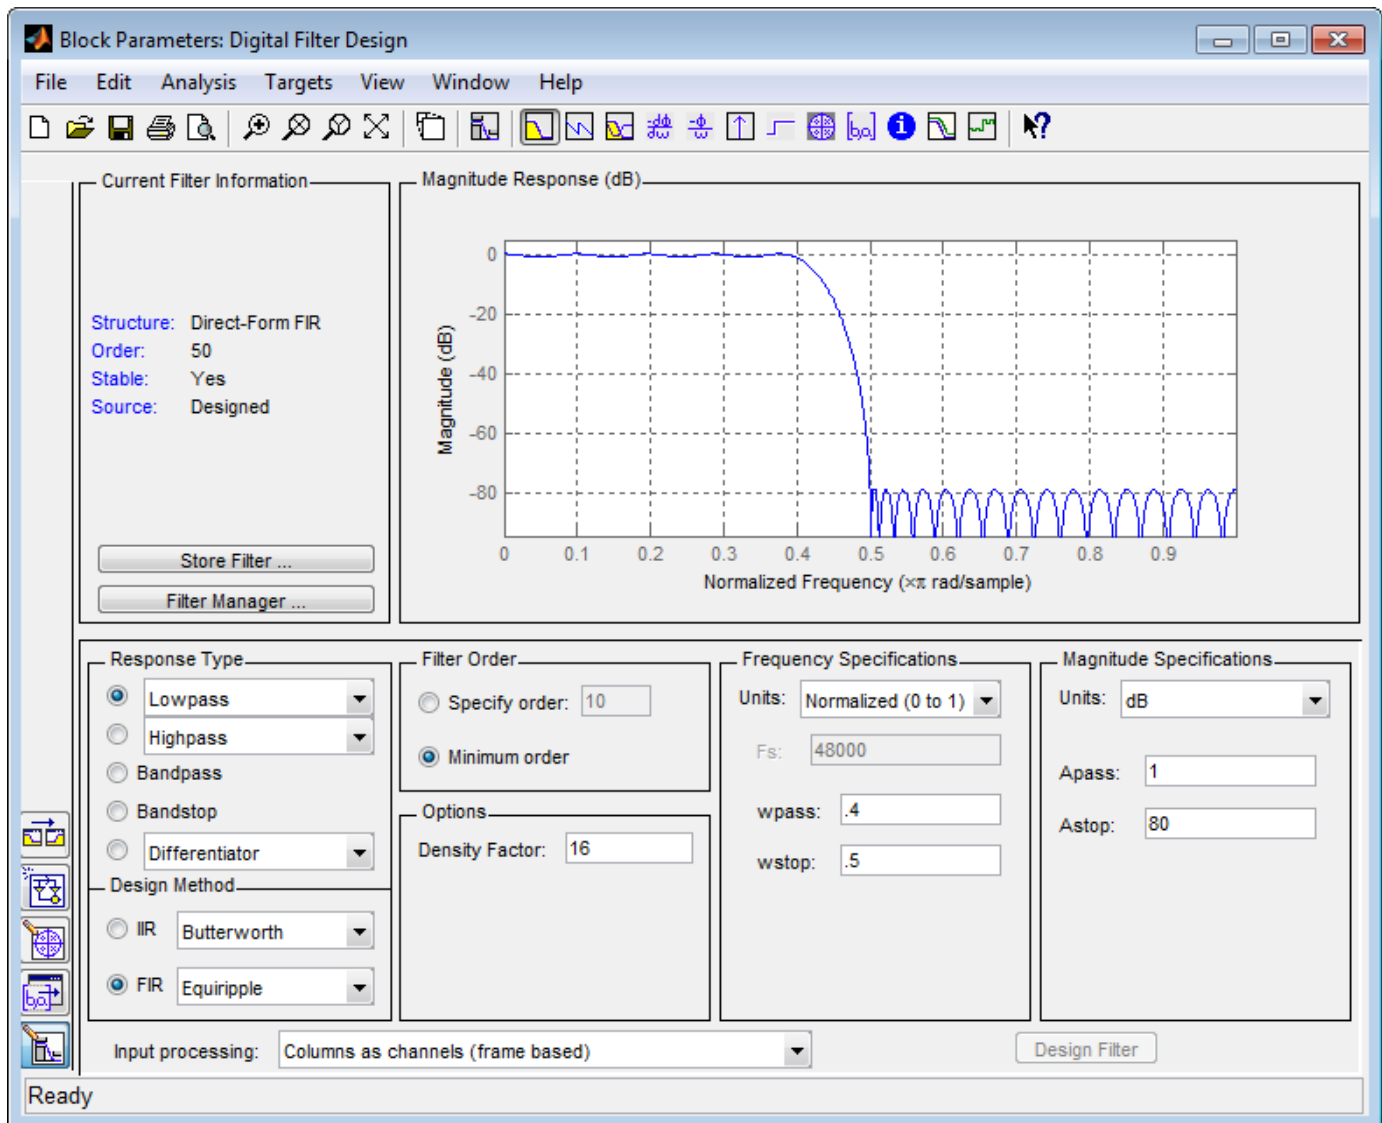 Block Parameters: Digital Filter Design
File Edit Analysis Targets View Window Help
Current Filter Information
Structure: Direct-Form FIR
Order: 50
Stable: Yes
Source: Designed
Store Filter ...
Filter Manager ...
Magnitude Response (dB)
Magnitude (dB)
0
-20
-40
-60
-80
0 0.1 0.2 0.3 0.4 0.5 0.6 0.7 0.8 0.9
Normalized Frequency (×π rad/sample)
Response Type
Lowpass
Highpass
Bandpass
Bandstop
Differentiator
Design Method
IIR Butterworth
FIR Equiripple
Filter Order
Specify order: 10
Minimum order
Options
Density Factor: 16
Frequency Specifications
Units: Normalized (0 to 1)
Fs: 48000
wpass: .4
wstop: .5
Magnitude Specifications
Units: dB
Apass: 1
Astop: 80
Input processing: Columns as channels (frame based)
Design Filter
Ready